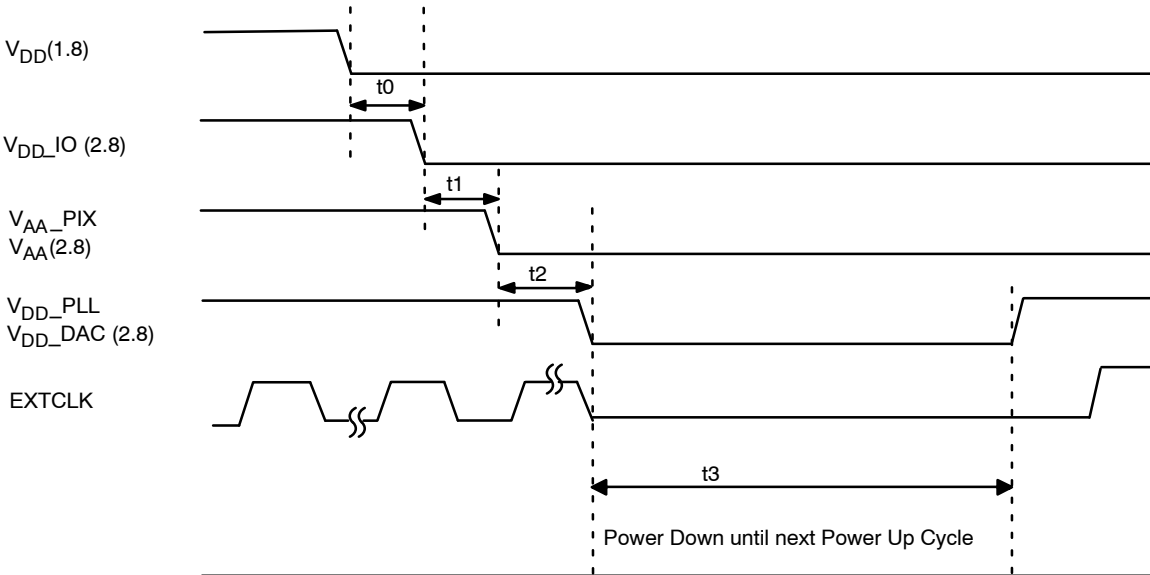 VDD(1.8)
t0
VDD_IO (2.8)
t1
VAA_PIX
VAA(2.8)
t2
VDD_PLL
VDD_DAC (2.8)
EXTCLK
t3
Power Down until next Power Up Cycle